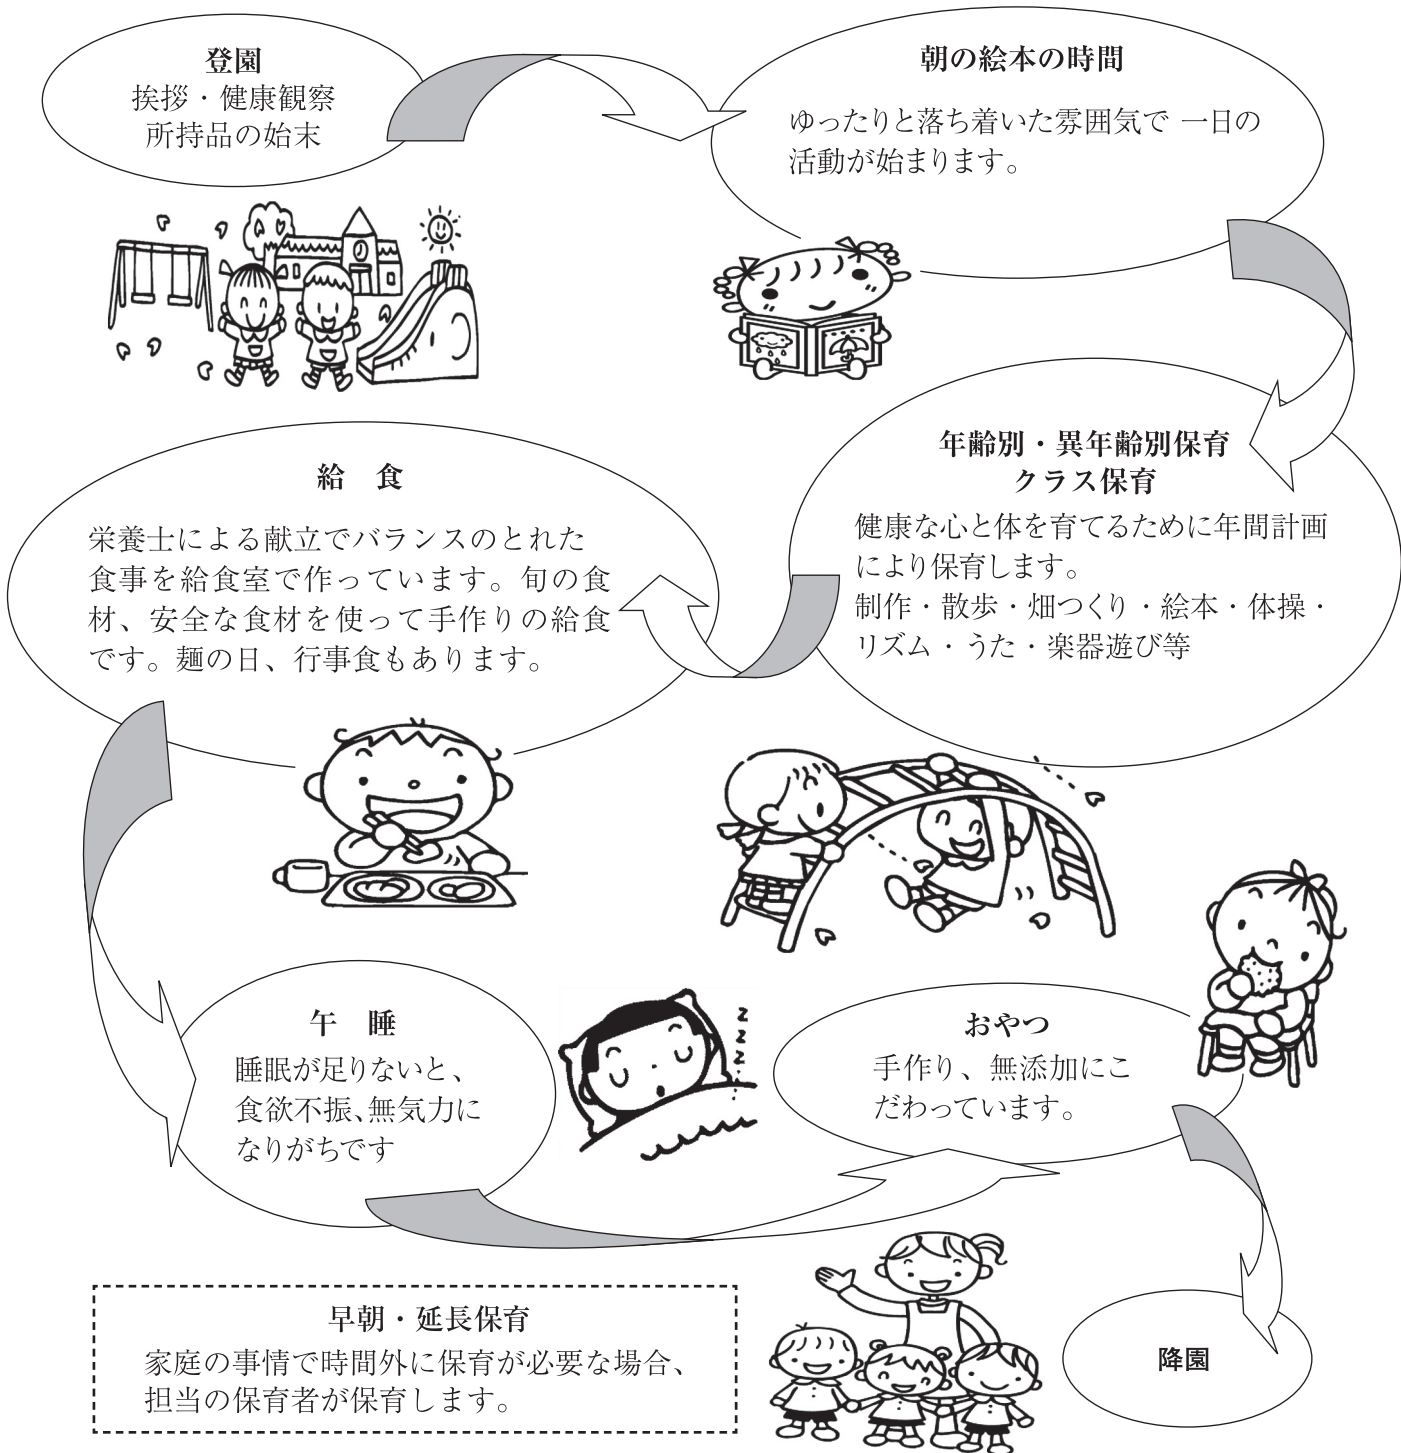 登園
挨拶・健康観察
所持品の始末
朝の絵本の時間
ゆったりと落ち着いた雰囲気で 一日の
活動が始まります。
年齢別・異年齢別保育
クラス保育
健康な心と体を育てるために年間計画
により保育します。
制作・散歩・畑つくり・絵本・体操・
リズム・うた・楽器遊び等
給　食
栄養士による献立でバランスのとれた
食事を給食室で作っています。旬の食
材、安全な食材を使って手作りの給食
です。麺の日、行事食もあります。
午　睡
睡眠が足りないと、
食欲不振、無気力に
なりがちです
z
z
z
z
おやつ
手作り、無添加にこ
だわっています。
降園
早朝・延長保育
家庭の事情で時間外に保育が必要な場合、
担当の保育者が保育します。